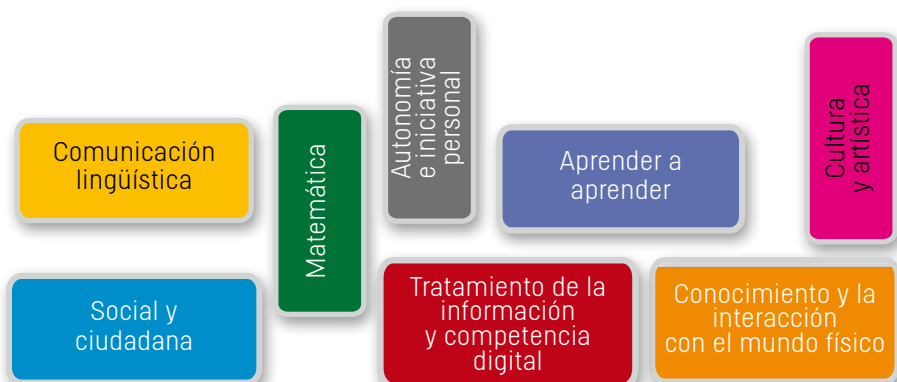 Comunicación
lingüística
Matemática
Autonomía
e iniciativa
personal
Aprender a
aprender
Cultura
y artística
Social y
ciudadana
Tratamiento de la
información
y competencia
digital
Conocimiento y la
interacción
con el mundo físico